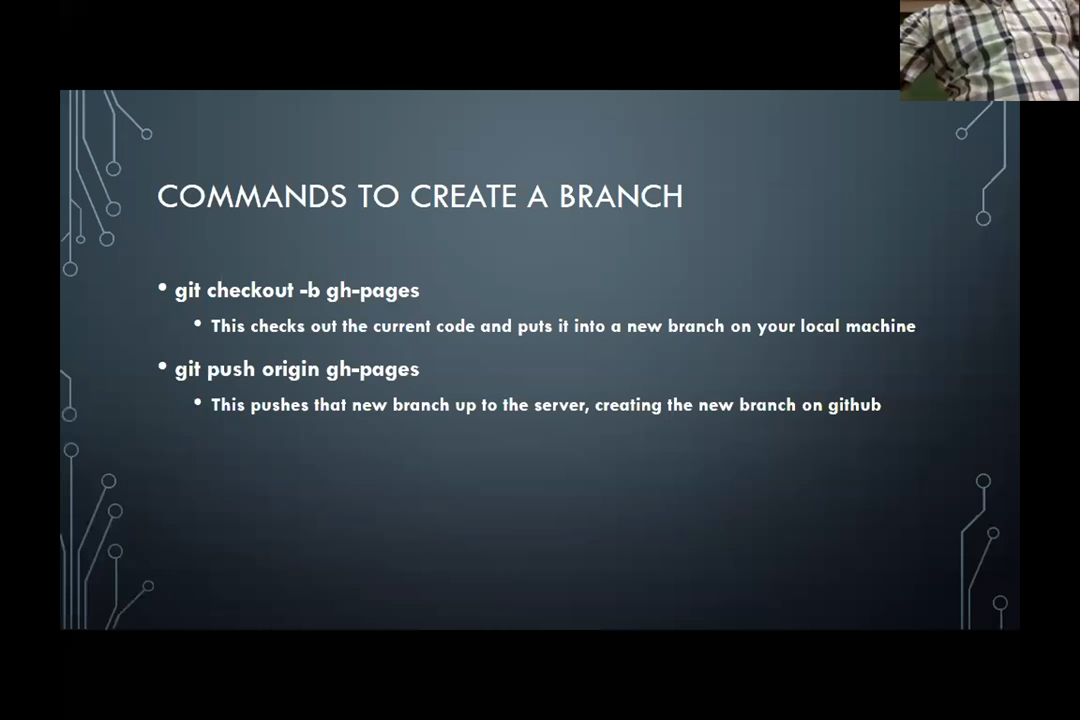 COMMANDS TO CREATE A BRANCH
• git checkout -b gh-pages
• This checks out the current code and puts it into a new branch on your local machine
• git push origin gh-pages
• This pushes that new branch up to the server, creating the new branch on github